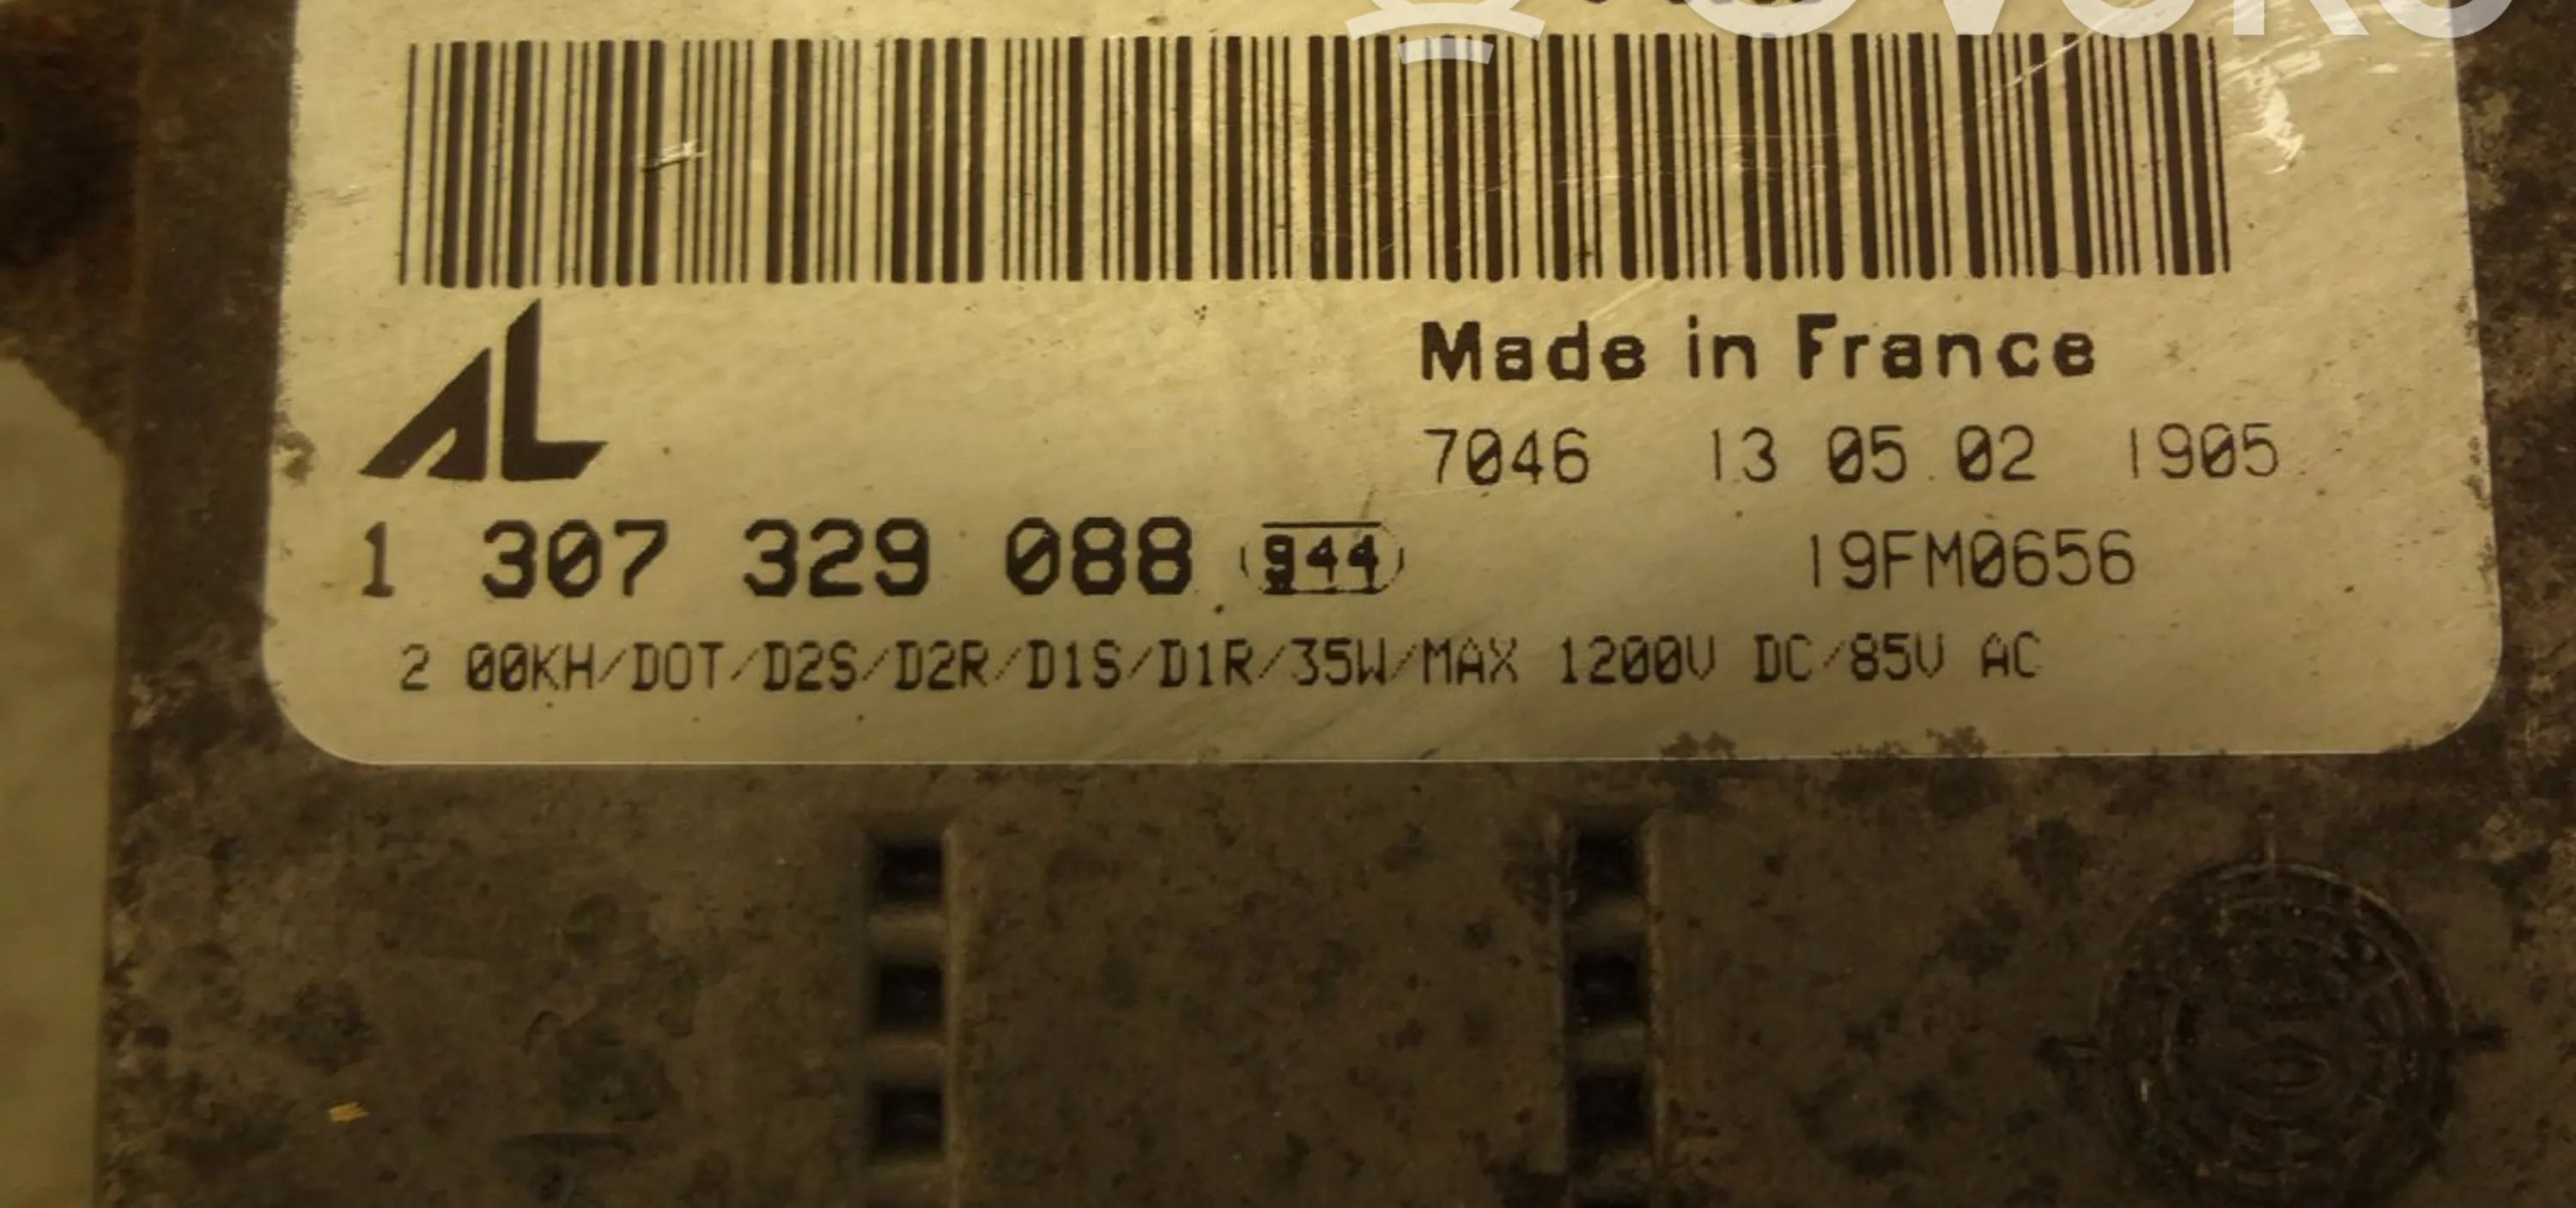 AL
Made in France
7046 13 05.02 1905
1 307 329 088 944 19FM0656
2 00KH/DOT/D2S/D2R/D1S/D1R/35W/MAX 1200V DC/85V AC